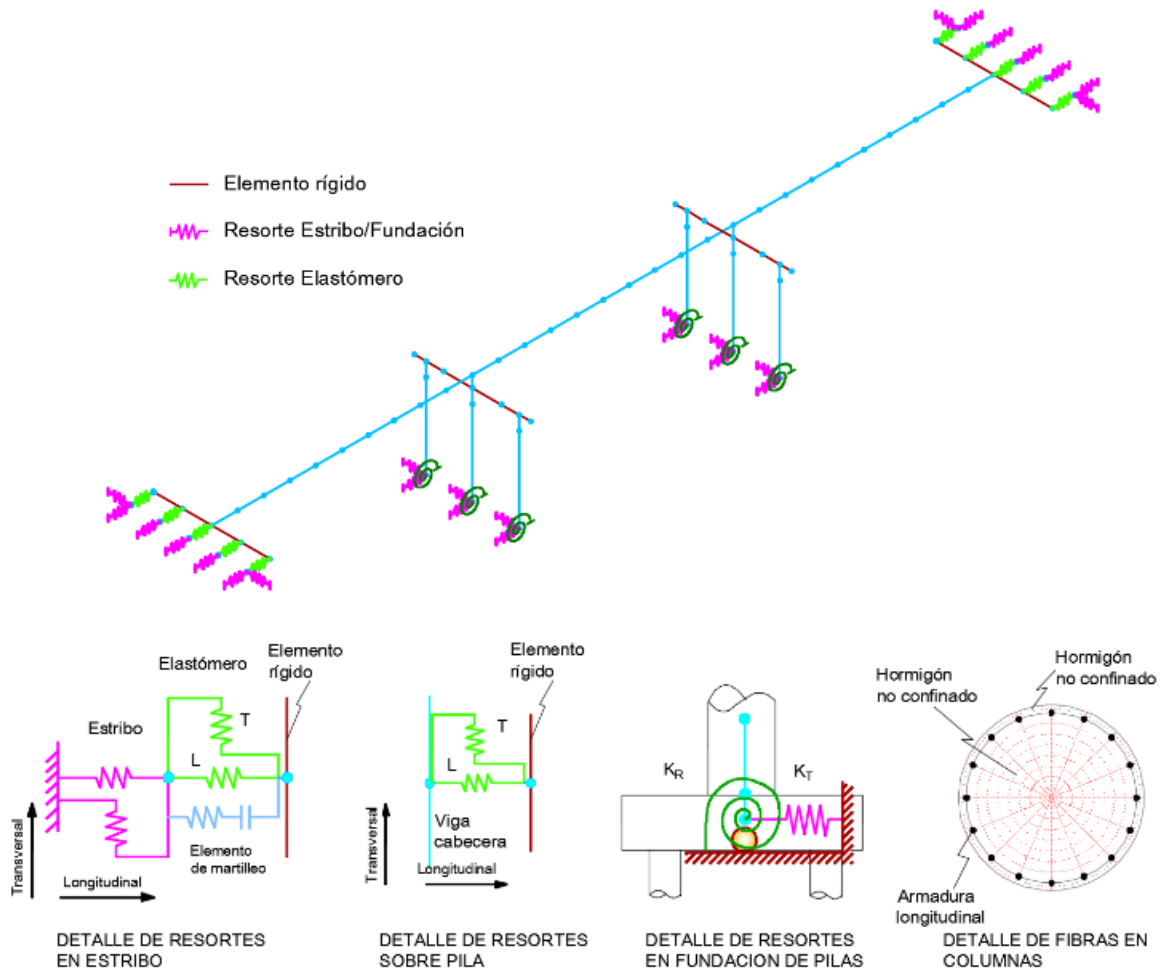 Elemento rígido
Resorte Estribo/Fundación
Resorte Elastómero
Elastómero
Elemento
rígido
Estribo
T
L
Transversal
Longitudinal
Elemento
de martilleo
DETALLE DE RESORTES
EN ESTRIBO
Elemento
rígido
T
L
Viga
cabecera
Transversal
Longitudinal
DETALLE DE RESORTES
SOBRE PILA
KR
KT
DETALLE DE RESORTES
EN FUNDACION DE PILAS
Hormigón
no confinado
Hormigón
no confinado
Armadura
longitudinal
DETALLE DE FIBRAS EN
COLUMNAS